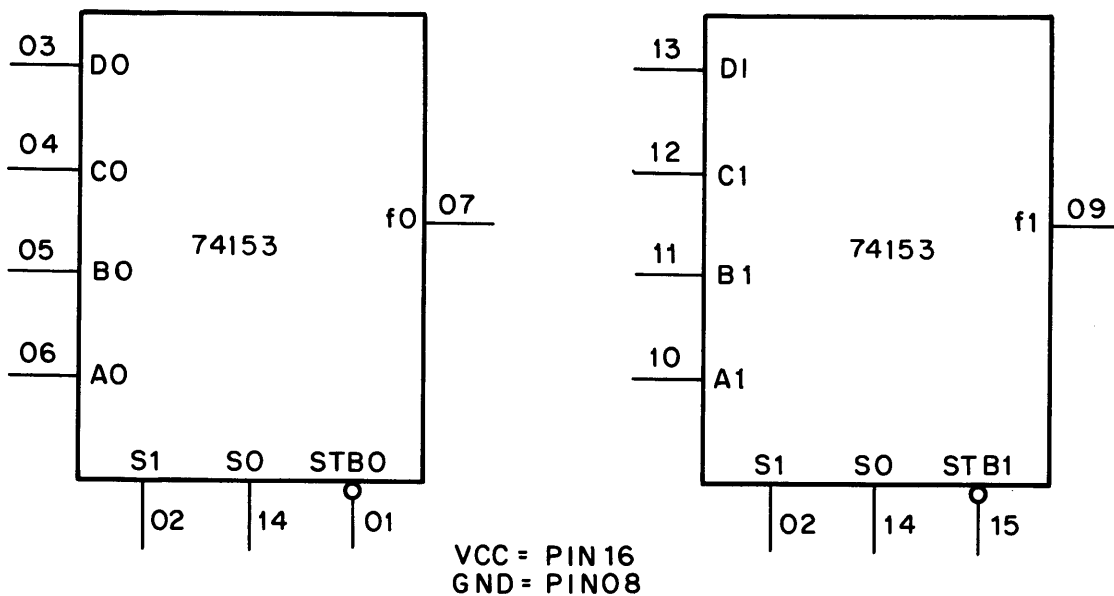 03
D0
04
C0
f0
07
74153
05
B0
06
A0
S1
S0
STB0
02
14
01
13
D1
12
C1
f1
09
74153
11
B1
10
A1
S1
S0
STB1
02
14
15
VCC = PIN 16
GND = PIN08